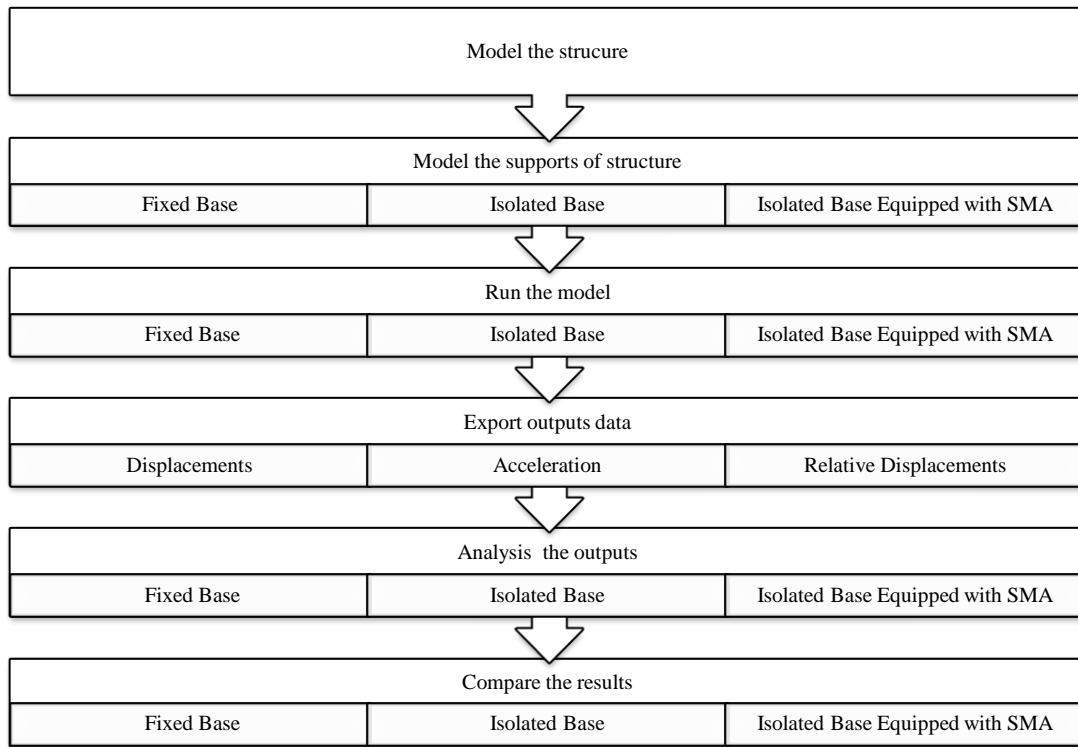 Model the strucure
Model the supports of structure
Fixed Base
Isolated Base
Isolated Base Equipped with SMA
Run the model
Fixed Base
Isolated Base
Isolated Base Equipped with SMA
Export outputs data
Displacements
Acceleration
Relative Displacements
Analysis the outputs
Fixed Base
Isolated Base
Isolated Base Equipped with SMA
Compare the results
Fixed Base
Isolated Base
Isolated Base Equipped with SMA